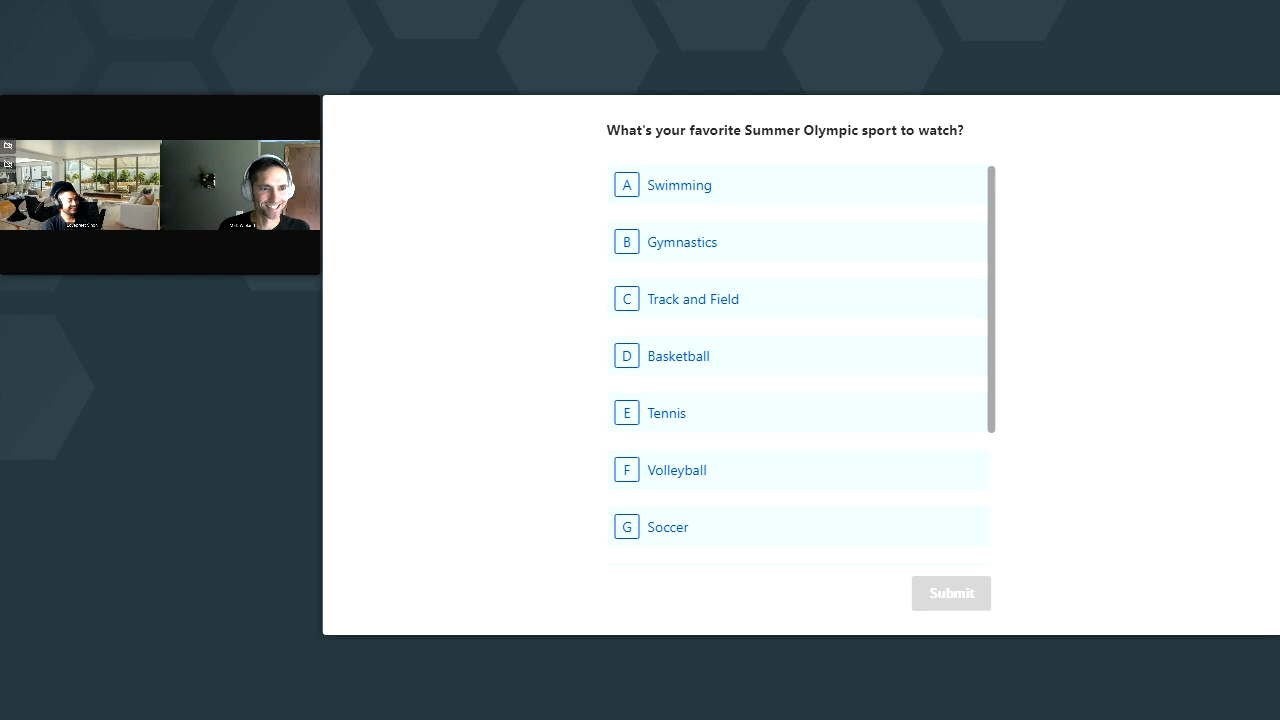 What's your favorite Summer Olympic sport to watch?
A Swimming
B Gymnastics
C Track and Field
D Basketball
E Tennis
F Volleyball
G Soccer
Submit